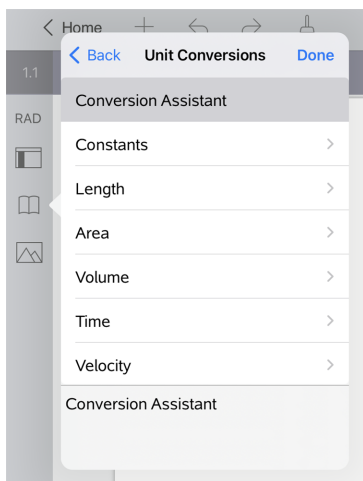 Home
Back Unit Conversions Done
1.1
Conversion Assistant
RAD
Constants
Length
Area
Volume
Time
Velocity
Conversion Assistant